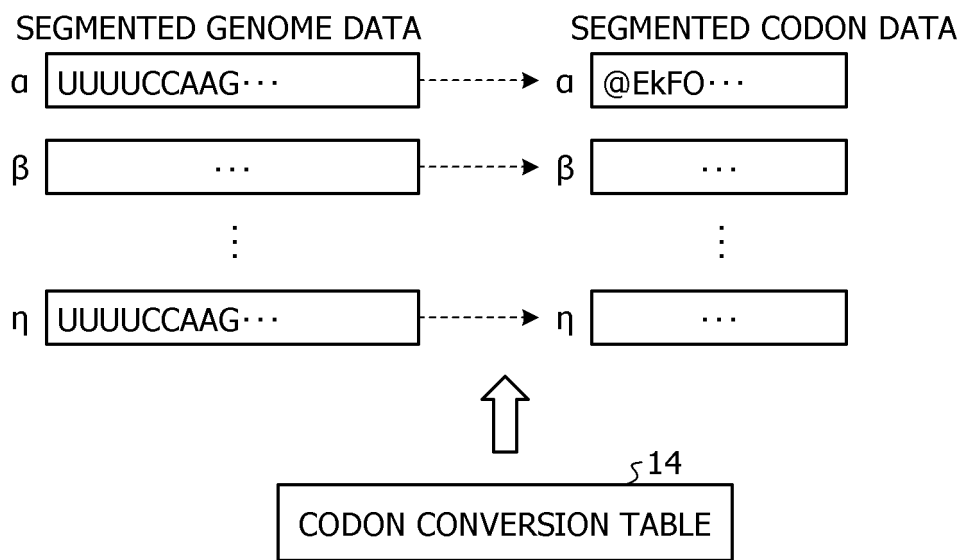 SEGMENTED GENOME DATA SEGMENTED CODON DATA
α UUUUCCAAG··· α @EkFO···
β ··· β ···
⋮ ⋮
η UUUUCCAAG··· η ···
14
CODON CONVERSION TABLE